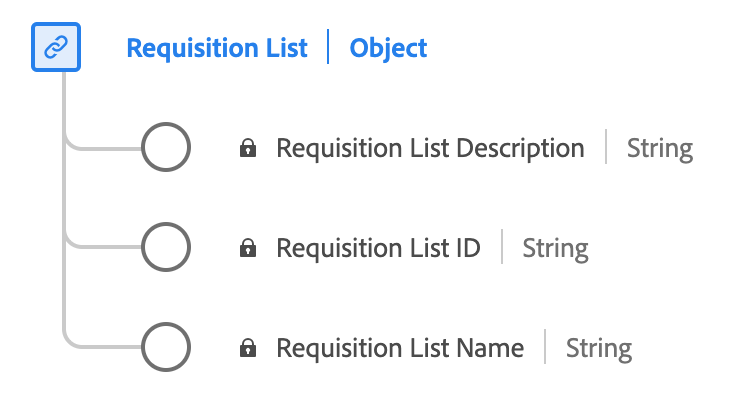 Requisition List | Object
Requisition List Description | String
Requisition List ID | String
Requisition List Name | String